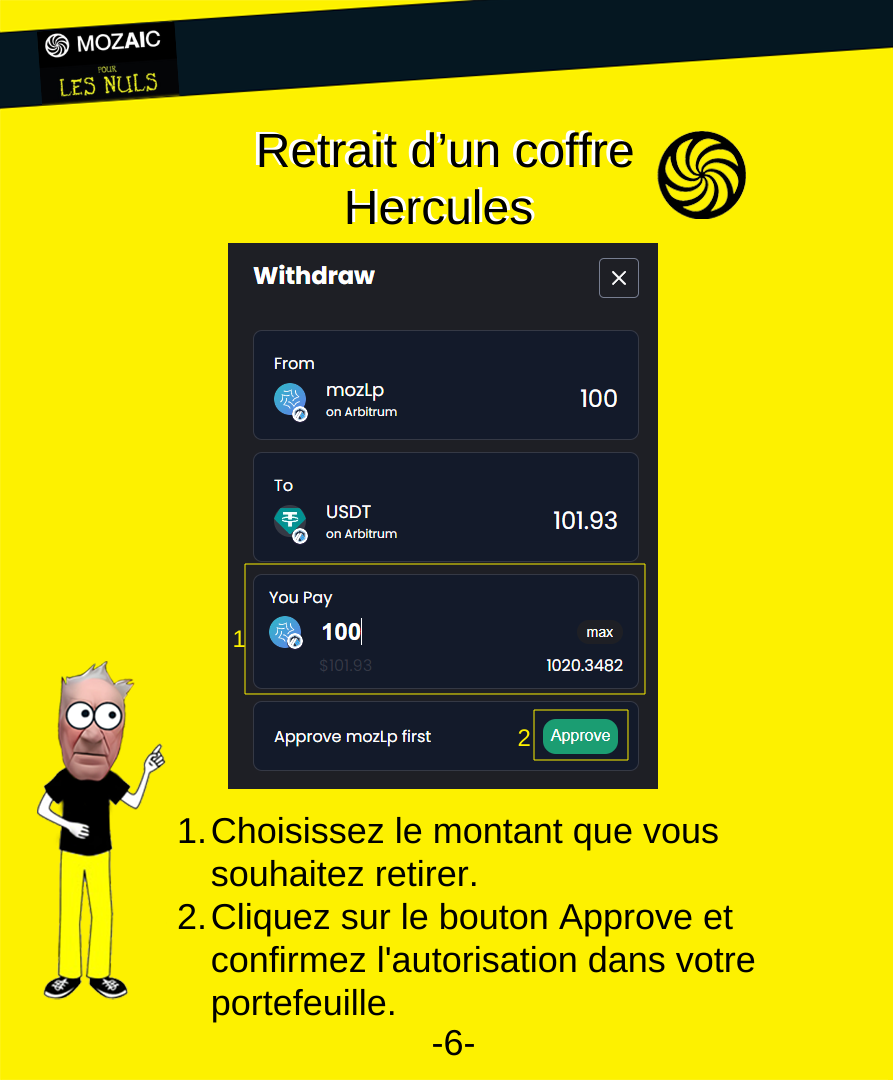 MOZAIC
POUR
LES NULS
Retrait d’un coffre
Hercules
Withdraw
From
mozLp
on Arbitrum
100
To
USDT
on Arbitrum
101.93
You Pay
1
100
max
$101.93
1020.3482
Approve mozLp first
2
Approve
1. Choisissez le montant que vous
souhaitez retirer.
2. Cliquez sur le bouton Approve et
confirmez l'autorisation dans votre
portefeuille.
-6-